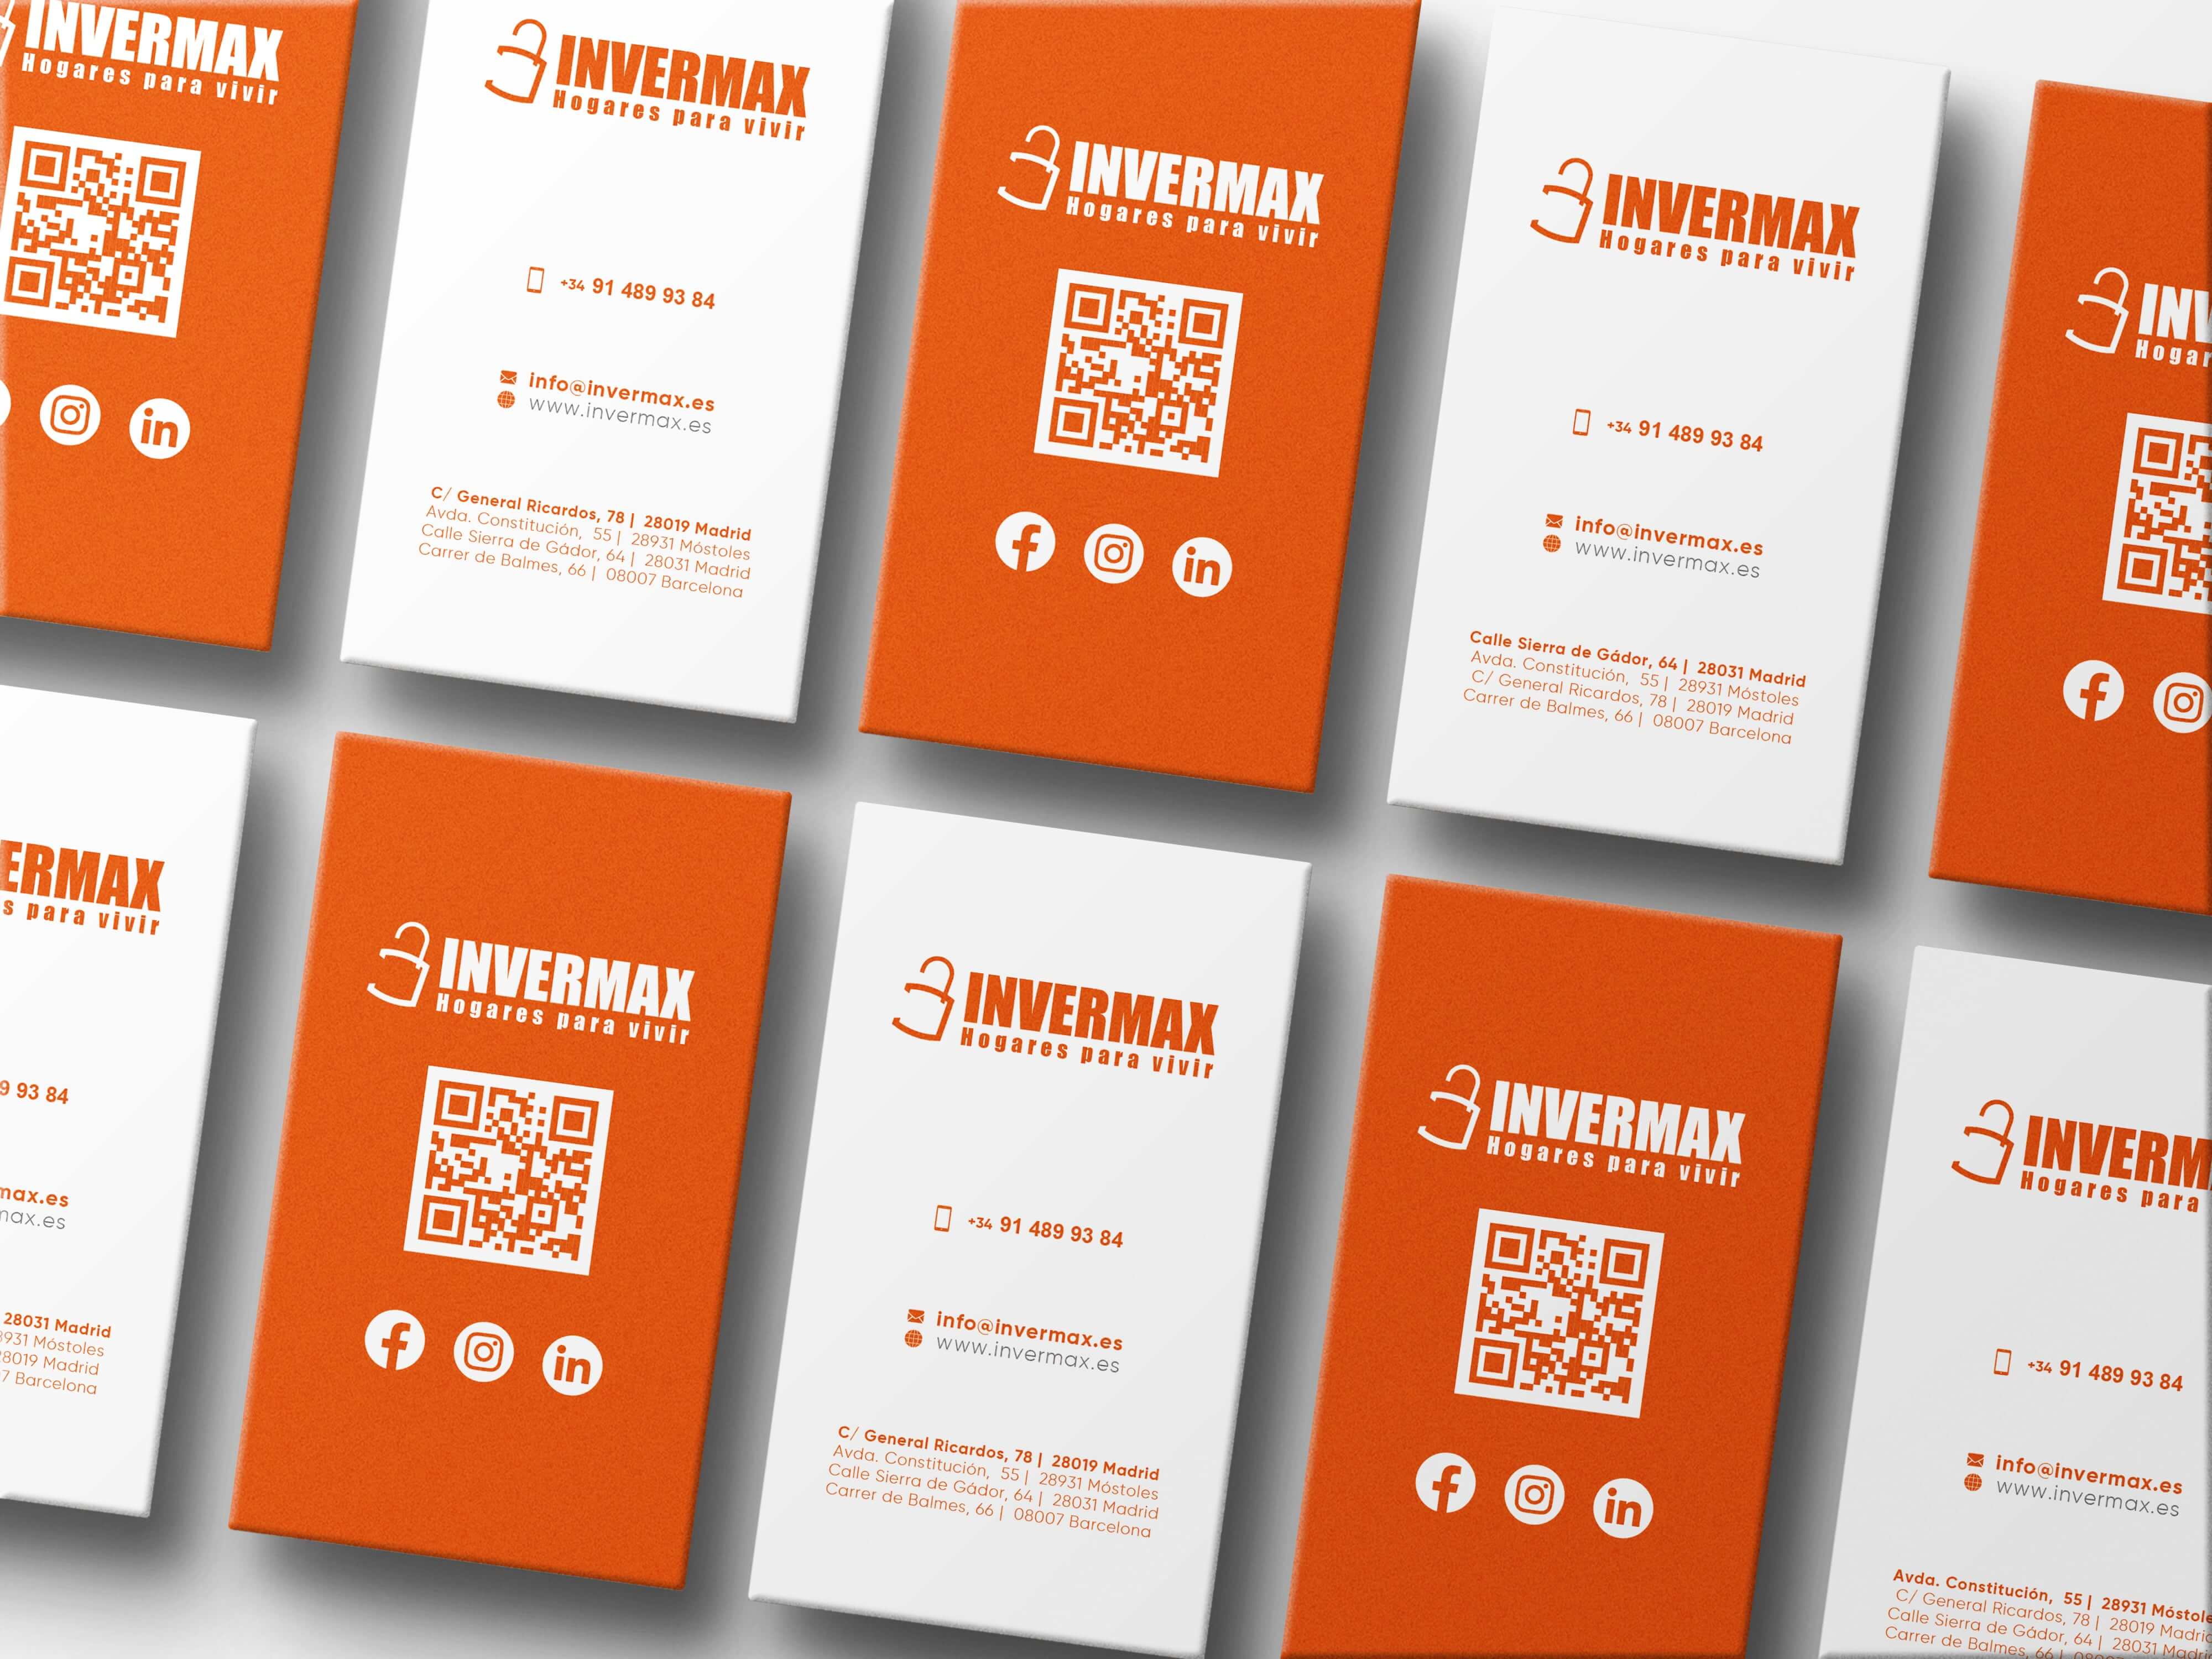 INVERMAX
Hogares para vivir
in
INVERMAX
Hogares para vivir
+34 91 489 93 84
info@invermax.es
www.invermax.es
C/ General Ricardos, 78 | 28019 Madrid
Avda. Constitución, 55 | 28931 Móstoles
Calle Sierra de Gádor, 64 | 28031 Madrid
Carrer de Balmes, 66 | 08007 Barcelona
INVERMAX
Hogares para vivir
f
in
INVERMAX
Hogares para vivir
+34 91 489 93 84
info@invermax.es
www.invermax.es
Calle Sierra de Gádor, 64 | 28031 Madrid
Avda. Constitución, 55 | 28931 Móstoles
C/ General Ricardos, 78 | 28019 Madrid
Carrer de Balmes, 66 | 08007 Barcelona
INV
Hogar
f
ERMAX
s para vivir
9 93 84
max.es
max.es
28031 Madrid
8931 Móstoles
28019 Madrid
7 Barcelona
INVERMAX
Hogares para vivir
f
in
INVERMAX
Hogares para vivir
+34 91 489 93 84
info@invermax.es
www.invermax.es
C/ General Ricardos, 78 | 28019 Madrid
Avda. Constitución, 55 | 28931 Móstoles
Calle Sierra de Gádor, 64 | 28031 Madrid
Carrer de Balmes, 66 | 08007 Barcelona
INVERMAX
Hogares para vivir
f
in
INVERM
Hogares para
+34 91 489 93 84
info@invermax.es
www.invermax.es
Avda. Constitución, 55 | 28931 Móstole
C/ General Ricardos, 78 | 28019 Madri
Calle Sierra de Gádor, 64 | 28031 Madr
Carrer de Balmes, 66 |